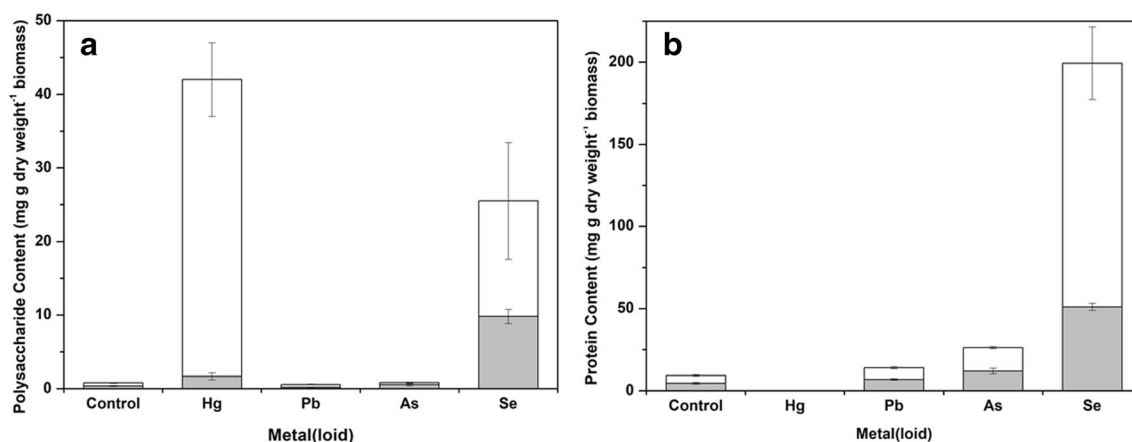 a
Polysaccharide Content (mg g dry weight⁻¹ biomass)
50
40
30
20
10
0
Control Hg Pb As Se
Metal(loid)
b
Protein Content (mg g dry weight⁻¹ biomass)
200
150
100
50
0
Control Hg Pb As Se
Metal(loid)